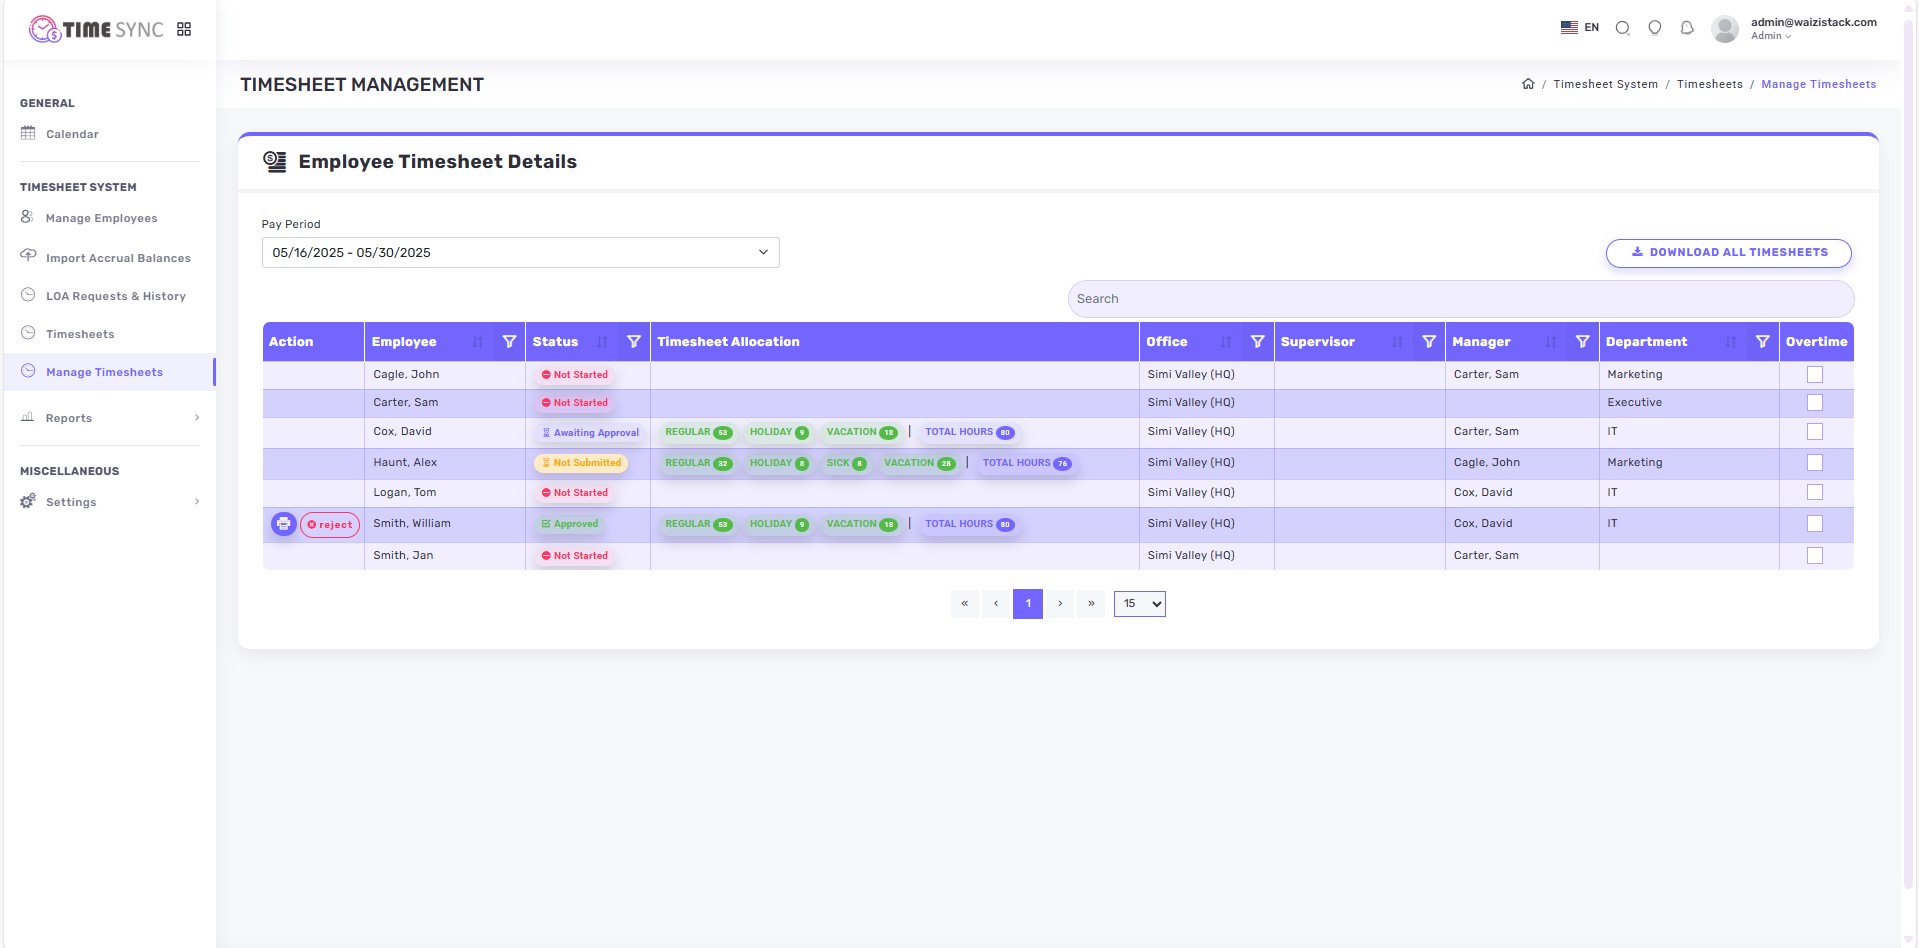 TIME SYNC
EN
admin@waizistack.com
Admin
TIMESHEET MANAGEMENT
/ Timesheet System / Timesheets / Manage Timesheets
GENERAL
Calendar
TIMESHEET SYSTEM
Manage Employees
Import Accrual Balances
LOA Requests & History
Timesheets
Manage Timesheets
Reports
MISCELLANEOUS
Settings
Employee Timesheet Details
Pay Period
05/16/2025 - 05/30/2025
DOWNLOAD ALL TIMESHEETS
Search
Action Employee Status Timesheet Allocation Office Supervisor Manager Department Overtime
Cagle, John Not Started Simi Valley (HQ) Carter, Sam Marketing
Carter, Sam Not Started Simi Valley (HQ) Executive
Cox, David Awaiting Approval REGULAR 53 HOLIDAY 9 VACATION 18 | TOTAL HOURS 80 Simi Valley (HQ) Carter, Sam IT
Haunt, Alex Not Submitted REGULAR 32 HOLIDAY 8 SICK 8 VACATION 28 | TOTAL HOURS 76 Simi Valley (HQ) Cagle, John Marketing
Logan, Tom Not Started Simi Valley (HQ) Cox, David IT
reject Smith, William Approved REGULAR 53 HOLIDAY 9 VACATION 18 | TOTAL HOURS 80 Simi Valley (HQ) Cox, David IT
Smith, Jan Not Started Simi Valley (HQ) Carter, Sam
« ‹ 1 › » 15